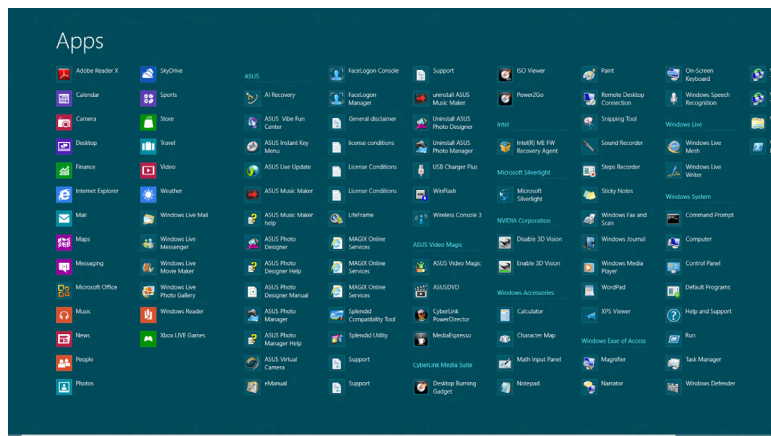 Apps
Adobe Reader X
Calendar
Camera
Desktop
Finance
Internet Explorer
Mail
Maps
Messaging
Microsoft Office
Music
News
People
Photos
SkyDrive
Sports
Store
Travel
Video
Weather
Windows Live Mail
Windows Live
Messenger
Windows Live
Movie Maker
Windows Live
Photo Gallery
Windows Reader
Xbox LIVE Games
ASUS
AI Recovery
ASUS Vibe Fun
Center
ASUS Instant Key
Menu
ASUS Live Update
ASUS Music Maker
ASUS Music Maker
help
ASUS Photo
Designer
ASUS Photo
Designer Help
ASUS Photo
Designer Manual
ASUS Photo
Manager
ASUS Photo
Manager Help
ASUS Virtual
Camera
eManual
FaceLogon Console
FaceLogon
Manager
General disclaimer
license conditions
License Conditions
License Conditions
LifeFrame
MAGIX Online
Services
MAGIX Online
Services
MAGIX Online
Services
Splendid
Compatibility Tool
Splendid Utility
Support
Support
Support
uninstall ASUS
Music Maker
Uninstall ASUS
Photo Designer
Uninstall ASUS
Photo Manager
USB Charger Plus
WinFlash
Wireless Console 3
ASUS Video Magic
ASUS Video Magic
ASUSDVD
CyberLink
PowerDirector
MediaEspresso
CyberLink Media Suite
Desktop Burning
Gadget
ISO Viewer
Power2Go
Intel
Intel(R) ME FW
Recovery Agent
Microsoft Silverlight
Microsoft
Silverlight
NVIDIA Corporation
Disable 3D Vision
Enable 3D Vision
Windows Accessories
Calculator
Character Map
Math Input Panel
Notepad
Paint
Remote Desktop
Connection
Snipping Tool
Sound Recorder
Steps Recorder
Sticky Notes
Windows Fax and
Scan
Windows Journal
Windows Media
Player
WordPad
XPS Viewer
Windows Ease of Access
Magnifier
Narrator
On-Screen
Keyboard
Windows Speech
Recognition
Windows Live
Windows Live
Mesh
Windows Live
Writer
Windows System
Command Prompt
Computer
Control Panel
Default Programs
Help and Support
Run
Task Manager
Windows Defender